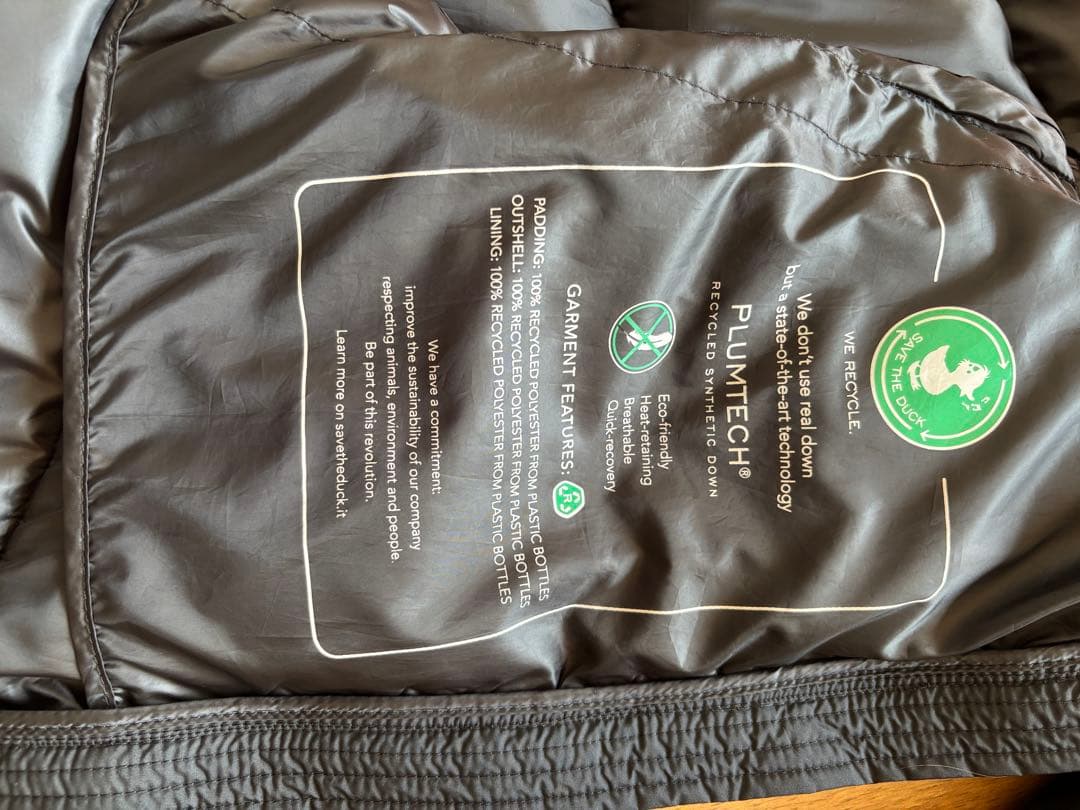 SAVE THE DUCK
WE RECYCLE.
We don't use real down
but a state-of-the-art technology
PLUMTECH®
RECYCLED SYNTHETIC DOWN
Eco-friendly
Heat-retaining
Breathable
Quick-recovery
GARMENT FEATURES: R
PADDING: 100% RECYCLED POLYESTER FROM PLASTIC BOTTLES
OUTSHELL: 100% RECYCLED POLYESTER FROM PLASTIC BOTTLES
LINING: 100% RECYCLED POLYESTER FROM PLASTIC BOTTLES
We have a commitment:
improve the sustainability of our company
respecting animals, environment and people.
Be part of this revolution.
Learn more on savetheduck.it